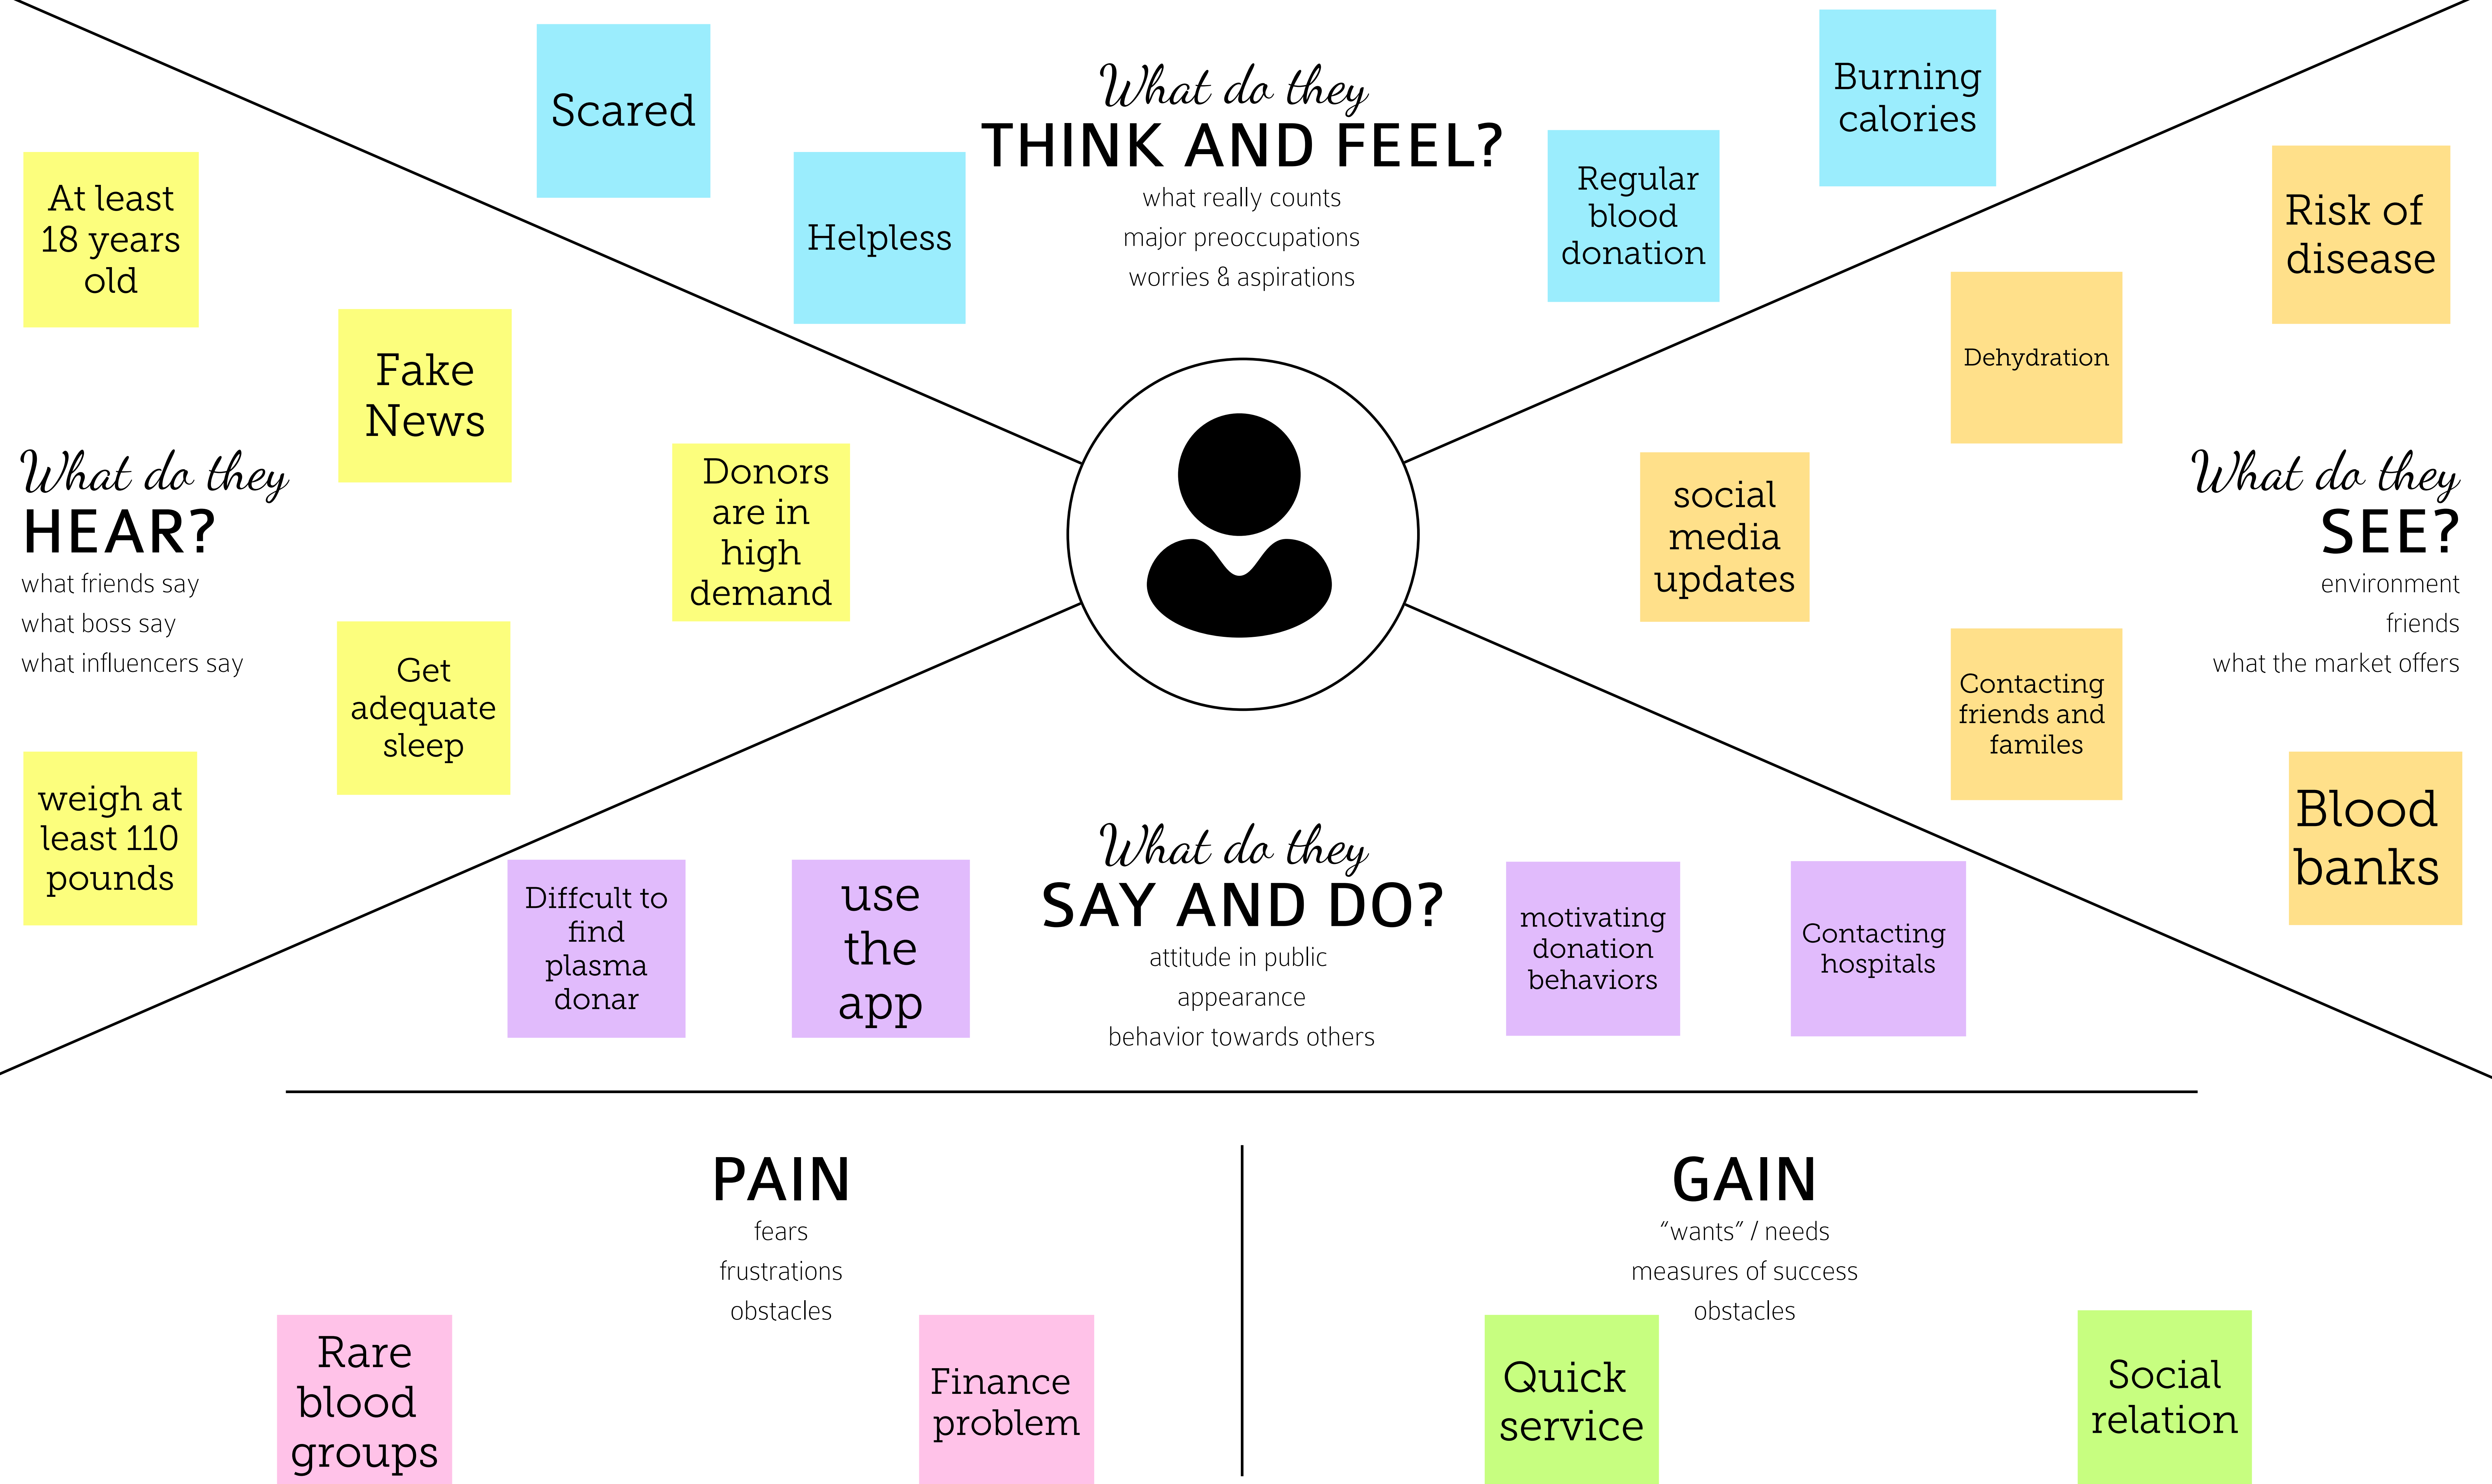 What do they
THINK AND FEEL?
what really counts
major preoccupations
worries & aspirations
Scared
Helpless
Regular
blood
donation
Burning
calories
What do they
HEAR?
what friends say
what boss say
what influencers say
At least
18 years
old
Fake
News
Donors
are in
high
demand
Get
adequate
sleep
weigh at
least 110
pounds
What do they
SEE?
environment
friends
what the market offers
Risk of
disease
Dehydration
social
media
updates
Contacting
friends and
familes
Blood
banks
What do they
SAY AND DO?
attitude in public
appearance
behavior towards others
Diffcult to
find
plasma
donar
use
the
app
motivating
donation
behaviors
Contacting
hospitals
PAIN
fears
frustrations
obstacles
Rare
blood
groups
Finance
problem
GAIN
“wants” / needs
measures of success
obstacles
Quick
service
Social
relation